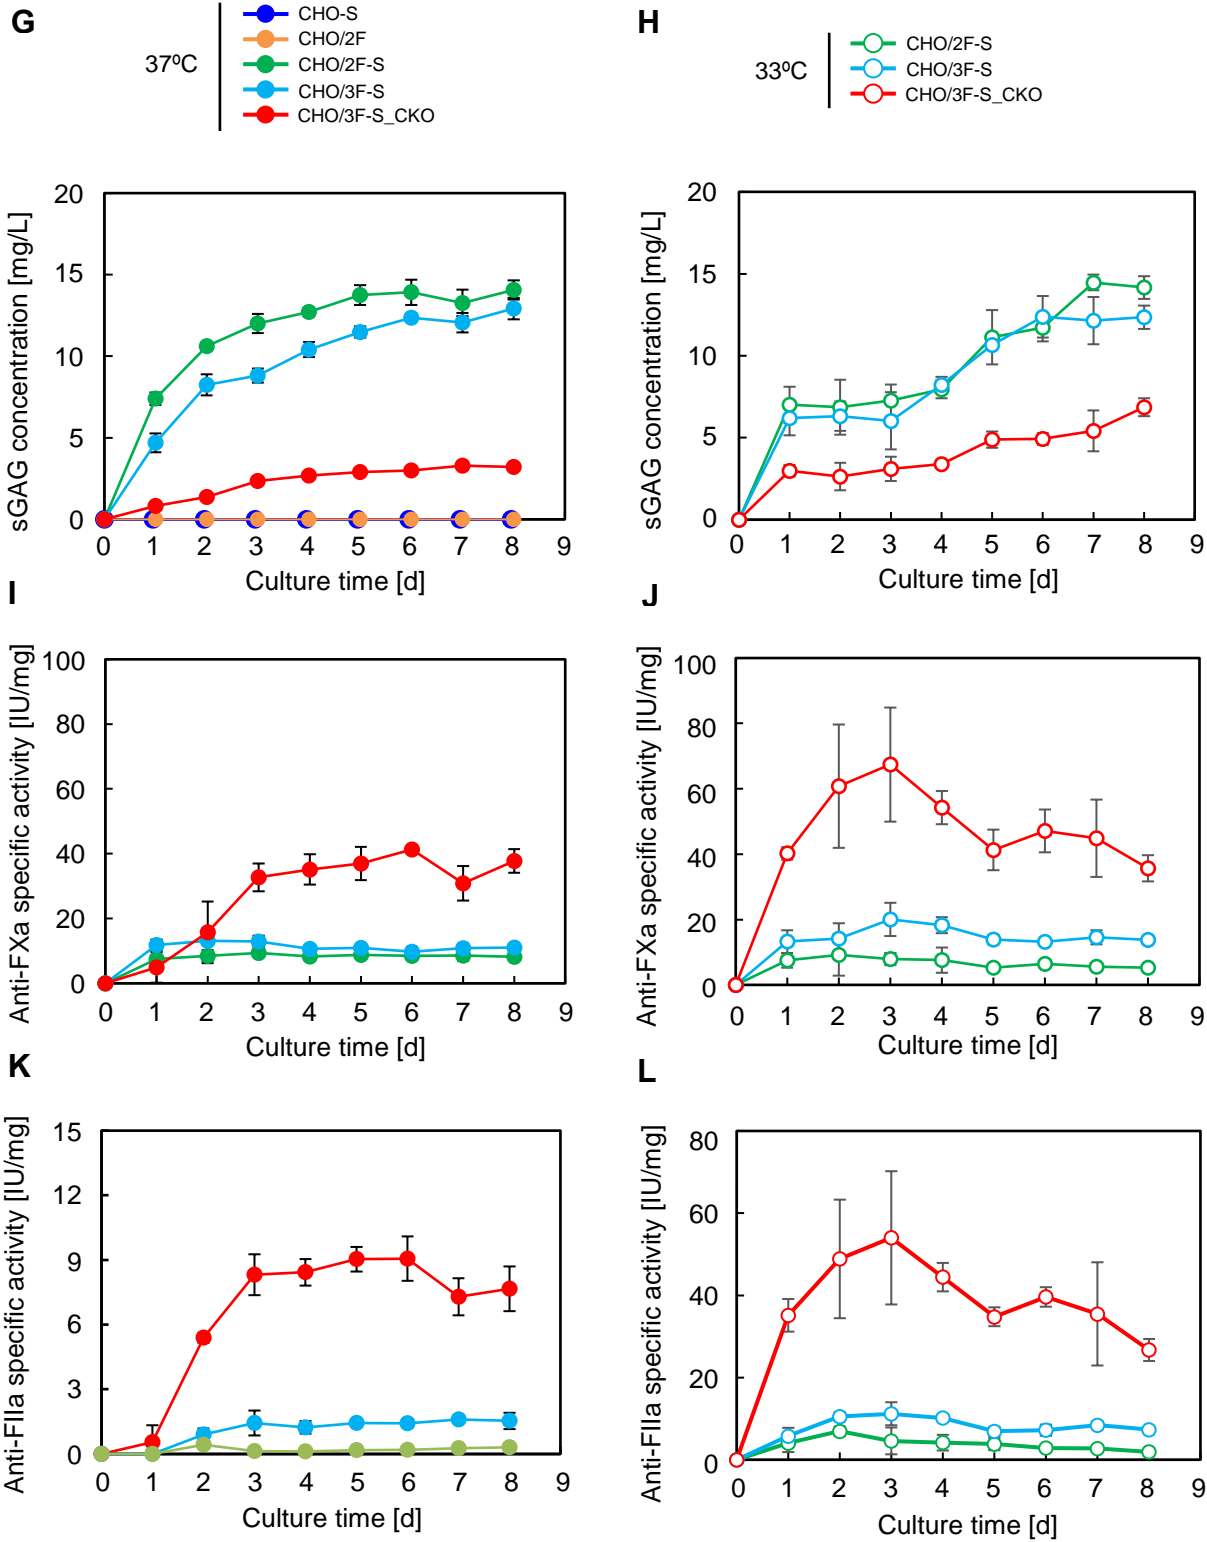 G
37ºC
CHO-S
CHO/2F
CHO/2F-S
CHO/3F-S
CHO/3F-S_CKO
H
33ºC
CHO/2F-S
CHO/3F-S
CHO/3F-S_CKO
sGAG concentration [mg/L]
20
15
10
5
0
0 1 2 3 4 5 6 7 8 9
Culture time [d]
sGAG concentration [mg/L]
20
15
10
5
0
0 1 2 3 4 5 6 7 8 9
Culture time [d]
I
Anti-FXa specific activity [IU/mg]
100
80
60
40
20
0
0 1 2 3 4 5 6 7 8 9
Culture time [d]
J
Anti-FXa specific activity [IU/mg]
100
80
60
40
20
0
0 1 2 3 4 5 6 7 8 9
Culture time [d]
K
Anti-FIIa specific activity [IU/mg]
15
12
9
6
3
0
0 1 2 3 4 5 6 7 8 9
Culture time [d]
L
Anti-FIIa specific activity [IU/mg]
80
60
40
20
0
0 1 2 3 4 5 6 7 8 9
Culture time [d]